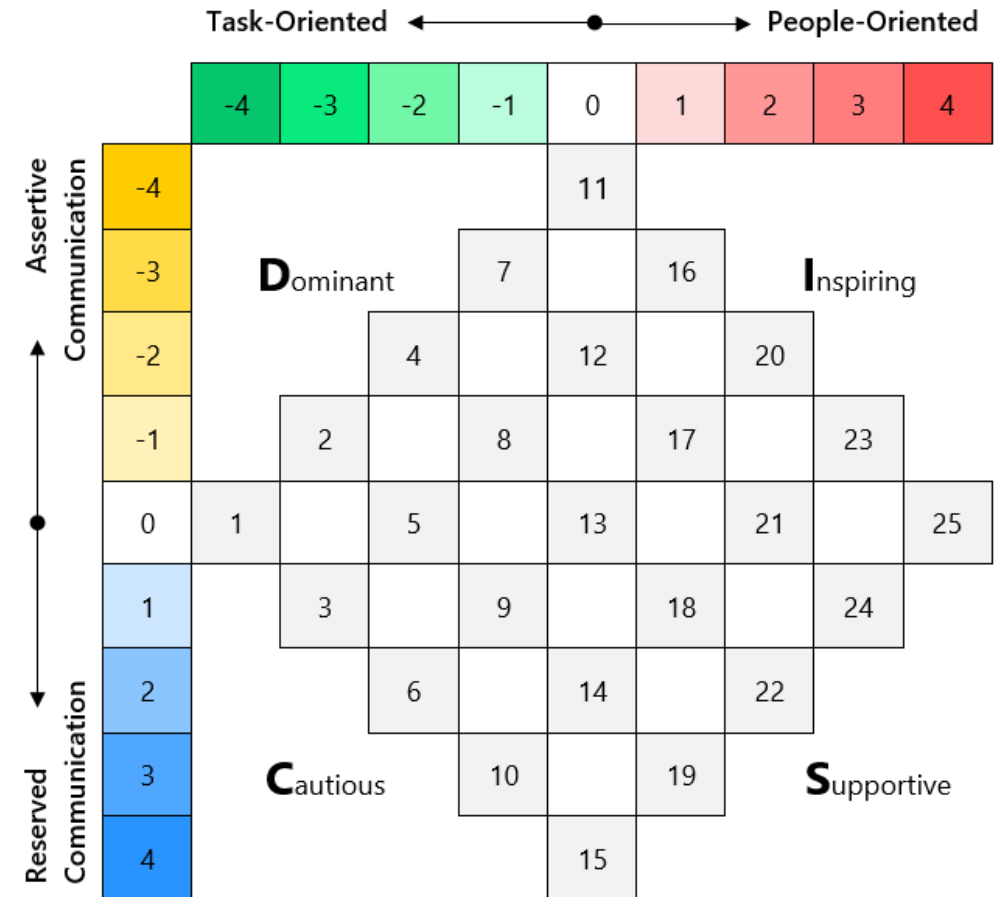 Task-Oriented People-Oriented
-4 -3 -2 -1 0 1 2 3 4
Assertive
Communication
-4 11
-3 Dominant 7 16 Inspiring
-2 4 12 20
-1 2 8 17 23
0 1 5 13 21 25
1 3 9 18 24
Reserved
Communication
2 6 14 22
3 Cautious 10 19 Supportive
4 15